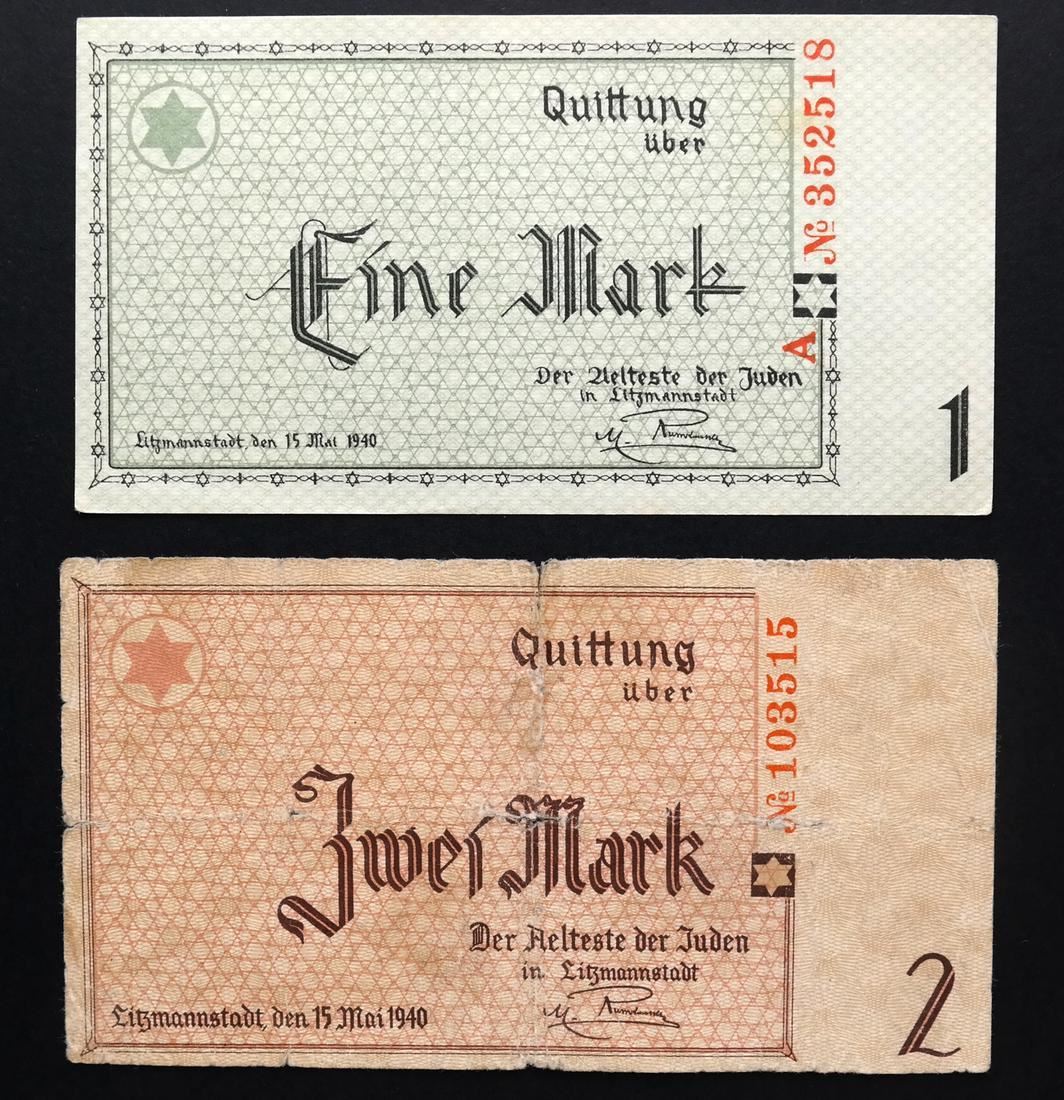 Quittung
über
Eine Mark
Der Aelteste der Juden
in Litzmannstadt
Litzmannstadt, den 15 Mai 1940
№ 352518
A
1
Quittung
über
Zwei Mark
Der Aelteste der Juden
in Litzmannstadt
Litzmannstadt, den 15 Mai 1940
№ 103515
2